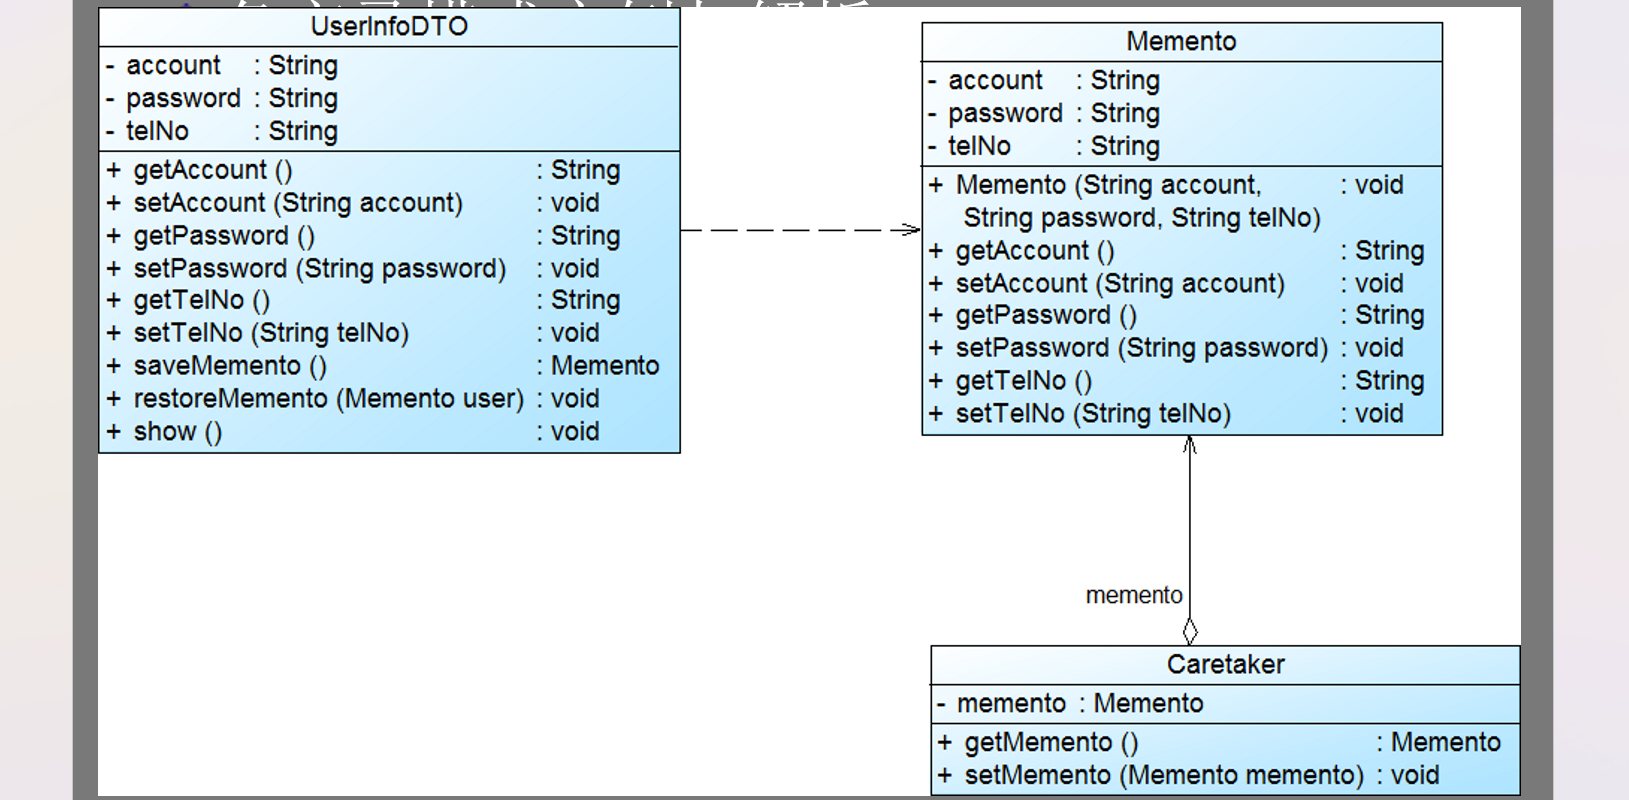 UserInfoDTO
- account : String
- password : String
- telNo : String
+ getAccount () : String
+ setAccount (String account) : void
+ getPassword () : String
+ setPassword (String password) : void
+ getTelNo () : String
+ setTelNo (String telNo) : void
+ saveMemento () : Memento
+ restoreMemento (Memento user) : void
+ show () : void
Memento
- account : String
- password : String
- telNo : String
+ Memento (String account, : void
String password, String telNo)
+ getAccount () : String
+ setAccount (String account) : void
+ getPassword () : String
+ setPassword (String password) : void
+ getTelNo () : String
+ setTelNo (String telNo) : void
memento
Caretaker
- memento : Memento
+ getMemento () : Memento
+ setMemento (Memento memento) : void